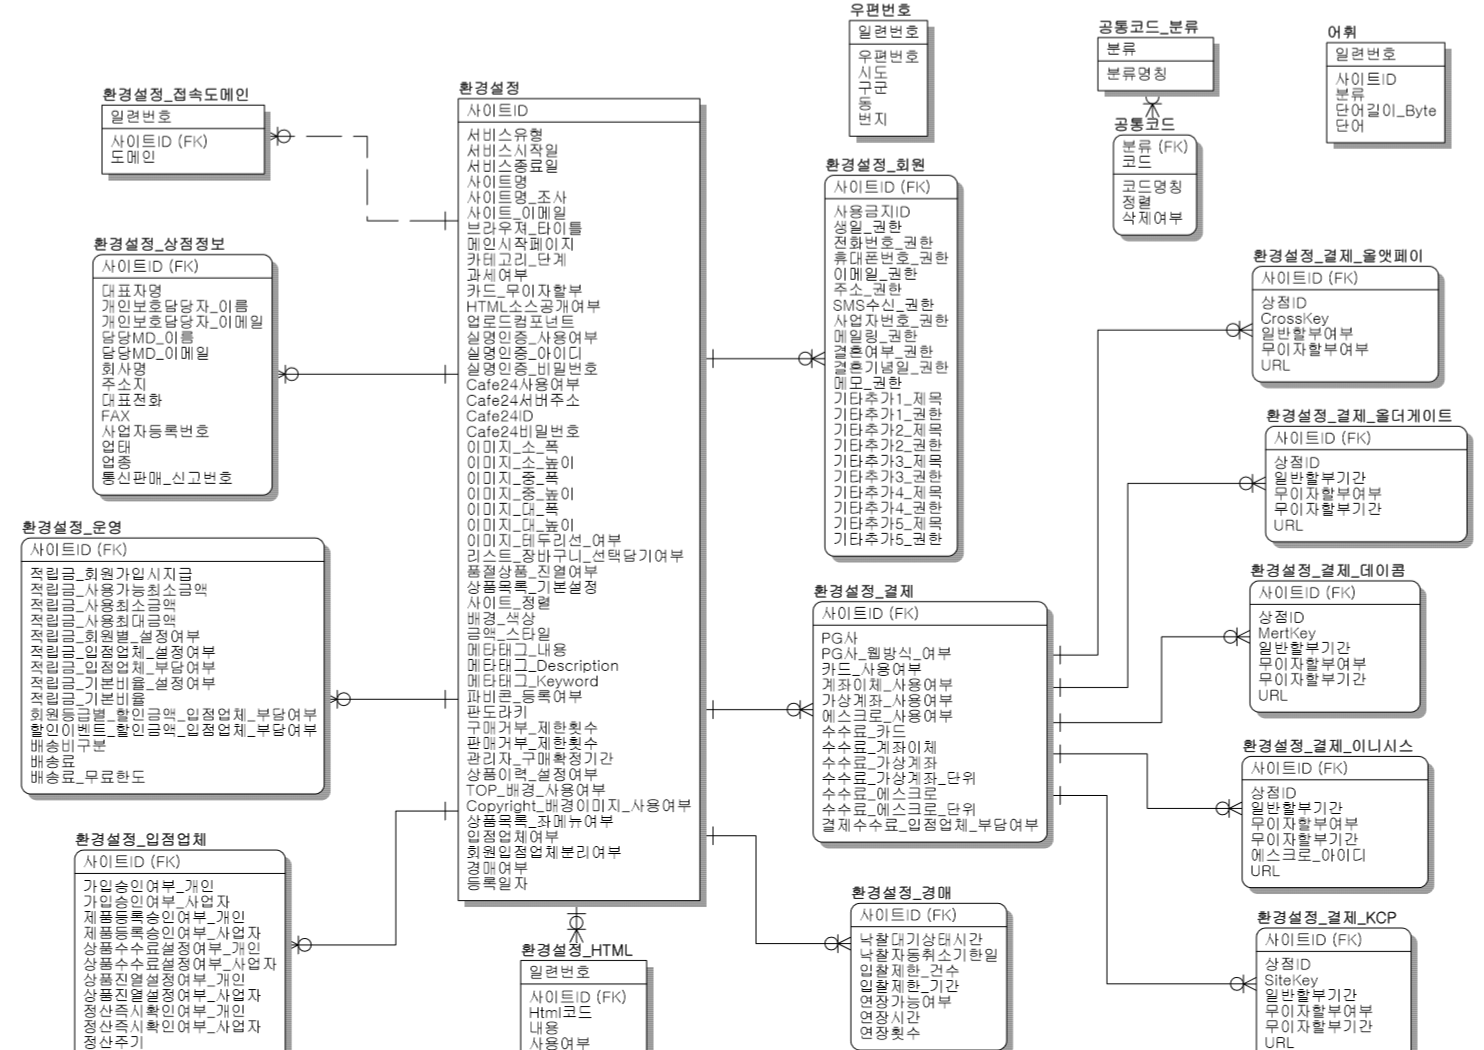 우편번호
일련번호
우편번호
시도
구군
동
번지
공통코드_분류
분류
분류명칭
공통코드
분류 (FK)
코드
코드명칭
정렬
삭제여부
어휘
일련번호
사이트ID
분류
단어길이_Byte
단어
환경설정_접속도메인
일련번호
사이트ID (FK)
도메인
환경설정
사이트ID
서비스유형
서비스시작일
서비스종료일
사이트명
사이트명_조사
사이트_이메일
브라우져_타이틀
메인시작페이지
카테고리_단계
과세여부
카드_무이자할부
HTML소스공개여부
업로드컴포넌트
실명인증_사용여부
실명인증_아이디
실명인증_비밀번호
Cafe24사용여부
Cafe24서버주소
Cafe24ID
Cafe24비밀번호
이미지_소_폭
이미지_소_높이
이미지_중_폭
이미지_중_높이
이미지_대_폭
이미지_대_높이
이미지_테두리선_여부
리스트_장바구니_선택담기여부
품절상품_진열여부
상품목록_기본설정
사이트_정렬
배경_색상
금액_스타일
메타태그_내용
메타태그_Description
메타태그_Keyword
파비콘_등록여부
판도라키
구매거부_제한횟수
판매거부_제한횟수
관리자_구매확정기간
상품이력_설정여부
TOP_배경_사용여부
Copyright_배경이미지_사용여부
상품목록_좌메뉴여부
입점업체여부
회원입점업체분리여부
경매여부
등록일자
환경설정_상점정보
사이트ID (FK)
대표자명
개인보호담당자_이름
개인보호담당자_이메일
담당MD_이름
담당MD_이메일
회사명
주소지
대표전화
FAX
사업자등록번호
업태
업종
통신판매_신고번호
환경설정_운영
사이트ID (FK)
적립금_회원가입시지급
적립금_사용가능최소금액
적립금_사용최소금액
적립금_사용최대금액
적립금_회원별_설정여부
적립금_입점업체_설정여부
적립금_입점업체_부담여부
적립금_기본비율_설정여부
적립금_기본비율
회원등급별_할인금액_입점업체_부담여부
할인이벤트_할인금액_입점업체_부담여부
배송비구분
배송료
배송료_무료한도
환경설정_입점업체
사이트ID (FK)
가입승인여부_개인
가입승인여부_사업자
제품등록승인여부_개인
제품등록승인여부_사업자
상품수수료설정여부_개인
상품수수료설정여부_사업자
상품진열설정여부_개인
상품진열설정여부_사업자
정산즉시확인여부_개인
정산즉시확인여부_사업자
정산주기
환경설정_HTML
일련번호
사이트ID (FK)
Html코드
내용
사용여부
환경설정_회원
사이트ID (FK)
사용금지ID
생일_권한
전화번호_권한
휴대폰번호_권한
이메일_권한
주소_권한
SMS수신_권한
사업자번호_권한
메일링_권한
결혼여부_권한
결혼기념일_권한
메모_권한
기타추가1_제목
기타추가1_권한
기타추가2_제목
기타추가2_권한
기타추가3_제목
기타추가3_권한
기타추가4_제목
기타추가4_권한
기타추가5_제목
기타추가5_권한
환경설정_결제
사이트ID (FK)
PG사
PG사_웹방식_여부
카드_사용여부
계좌이체_사용여부
가상계좌_사용여부
에스크로_사용여부
수수료_카드
수수료_계좌이체
수수료_가상계좌
수수료_가상계좌_단위
수수료_에스크로
수수료_에스크로_단위
결제수수료_입점업체_부담여부
환경설정_경매
사이트ID (FK)
낙찰대기상태시간
낙찰자동취소기한일
입찰제한_건수
입찰제한_기간
연장가능여부
연장시간
연장횟수
환경설정_결제_올앳페이
사이트ID (FK)
상점ID
CrossKey
일반할부여부
무이자할부여부
URL
환경설정_결제_올더게이트
사이트ID (FK)
상점ID
일반할부기간
무이자할부여부
무이자할부기간
URL
환경설정_결제_데이콤
사이트ID (FK)
상점ID
MertKey
일반할부기간
무이자할부여부
무이자할부기간
URL
환경설정_결제_이니시스
사이트ID (FK)
상점ID
일반할부기간
무이자할부여부
무이자할부기간
에스크로_아이디
URL
환경설정_결제_KCP
사이트ID (FK)
상점ID
SiteKey
일반할부기간
무이자할부여부
무이자할부기간
URL